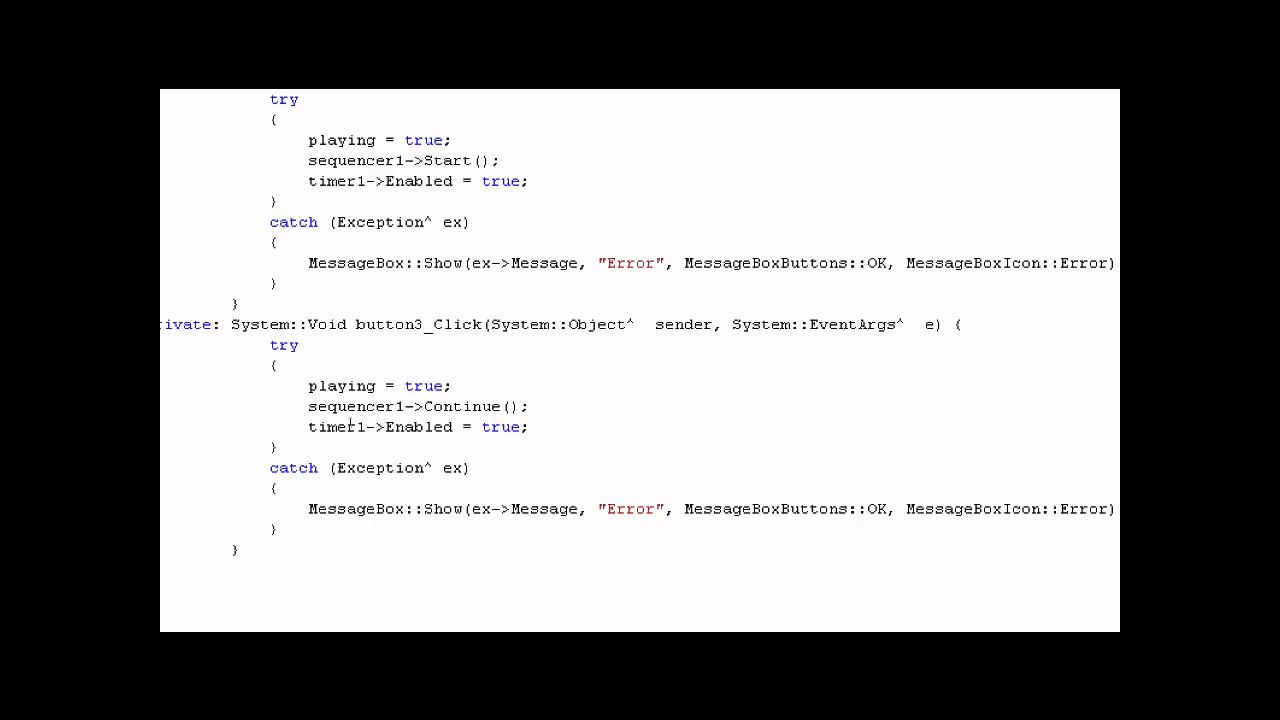 try
{
playing = true;
sequencer1->Start();
timer1->Enabled = true;
}
catch (Exception^ ex)
{
MessageBox::Show(ex->Message, "Error", MessageBoxButtons::OK, MessageBoxIcon::Error)
}
}
rivate: System::Void button3_Click(System::Object^  sender, System::EventArgs^  e) {
try
{
playing = true;
sequencer1->Continue();
timer1->Enabled = true;
}
catch (Exception^ ex)
{
MessageBox::Show(ex->Message, "Error", MessageBoxButtons::OK, MessageBoxIcon::Error)
}
}